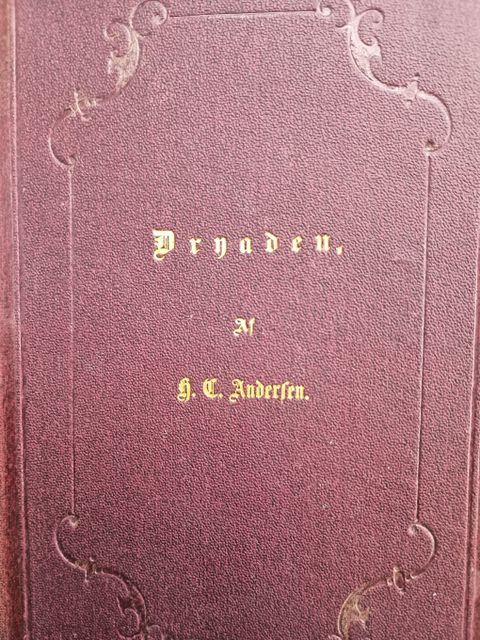 Dryaden.
Af
H. C. Andersen.